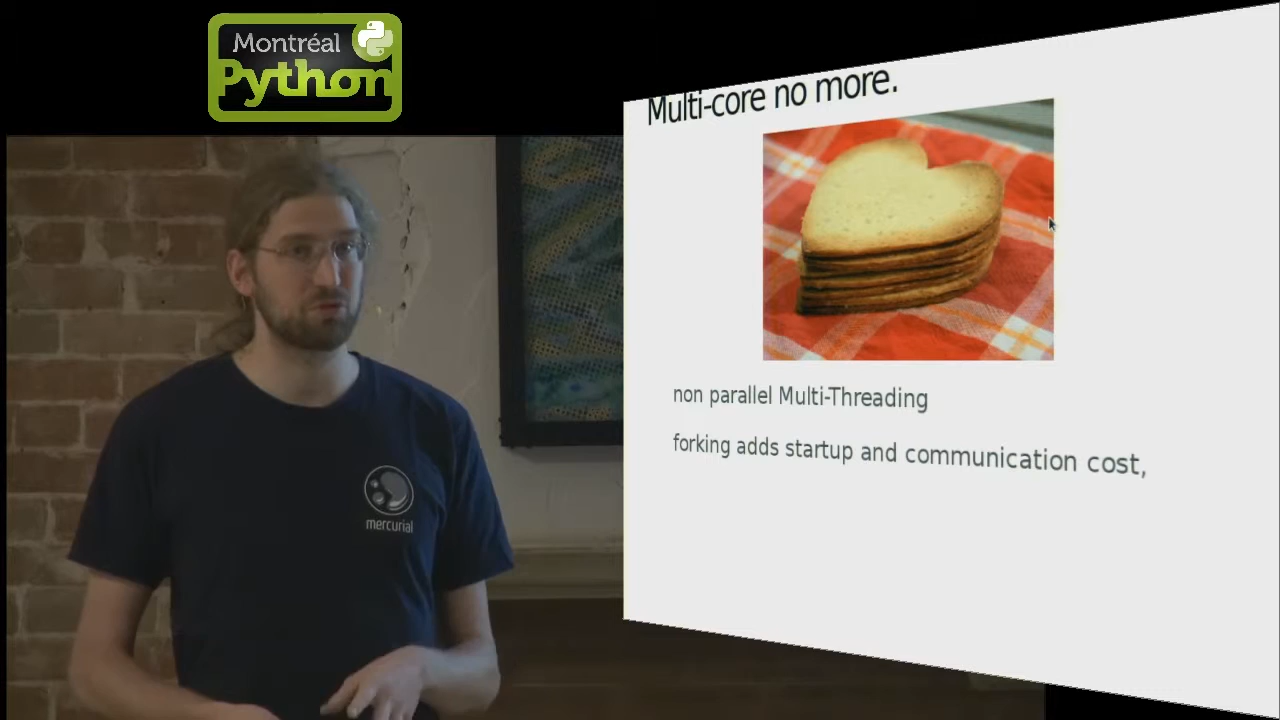 Montréal
Python
Multi-core no more.
non parallel Multi-Threading
forking adds startup and communication cost,
mercurial